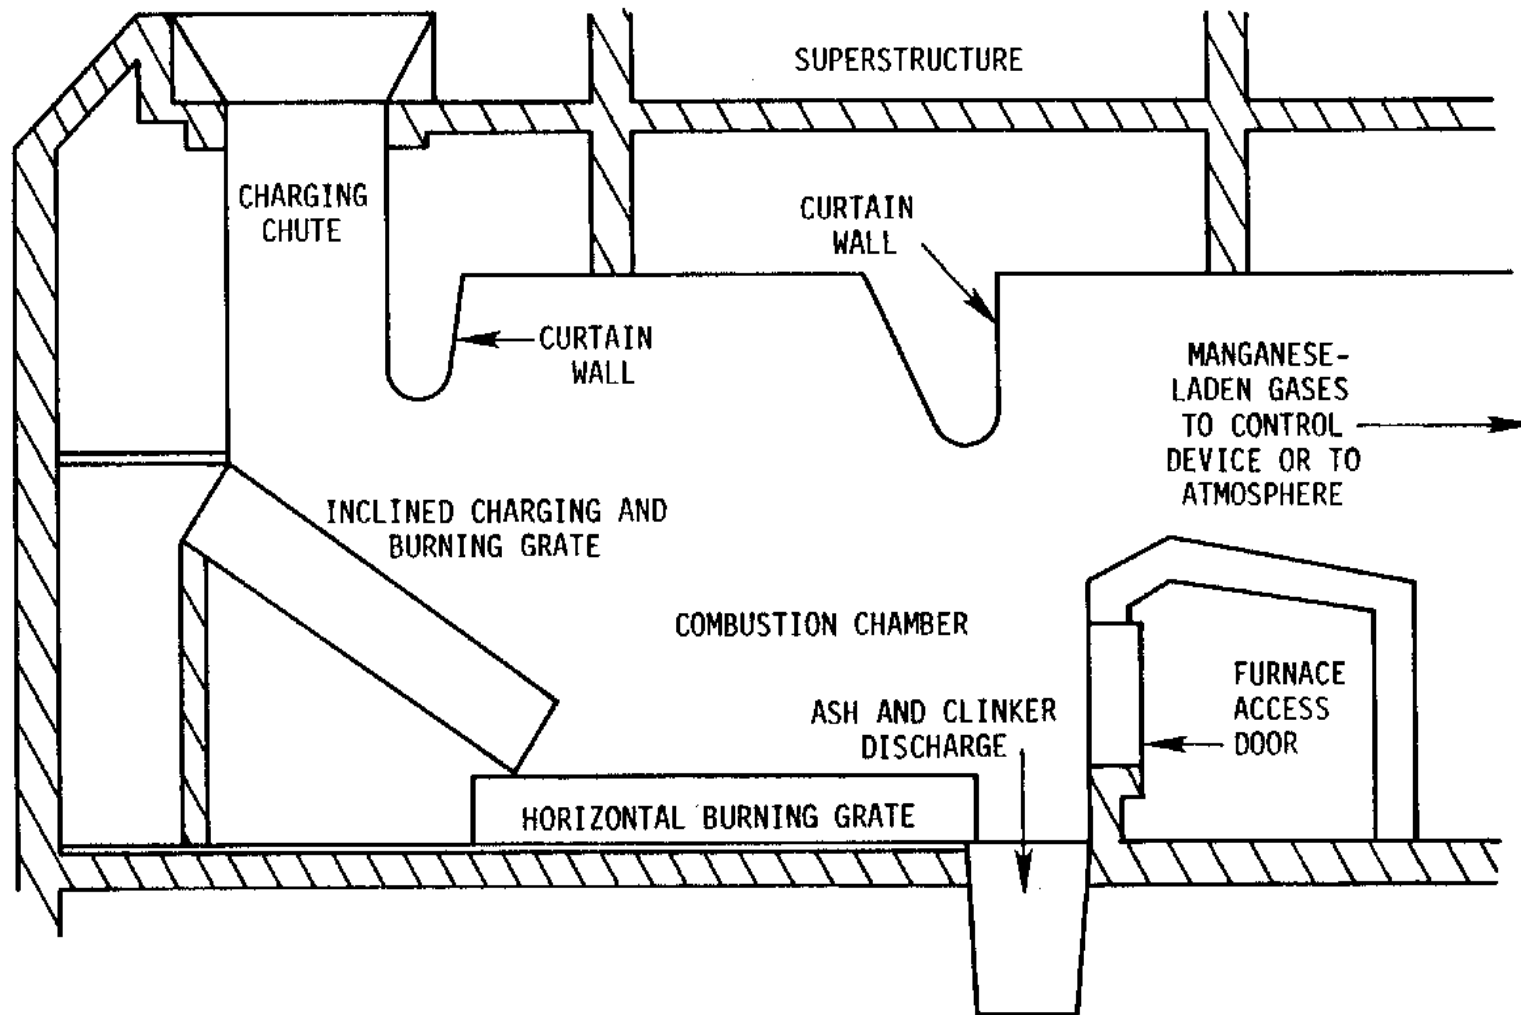 SUPERSTRUCTURE
CHARGING
CHUTE
CURTAIN
WALL
CURTAIN
WALL
MANGANESE-
LADEN GASES
TO CONTROL
DEVICE OR TO
ATMOSPHERE
INCLINED CHARGING AND
BURNING GRATE
COMBUSTION CHAMBER
FURNACE
ACCESS
DOOR
ASH AND CLINKER
DISCHARGE
HORIZONTAL BURNING GRATE